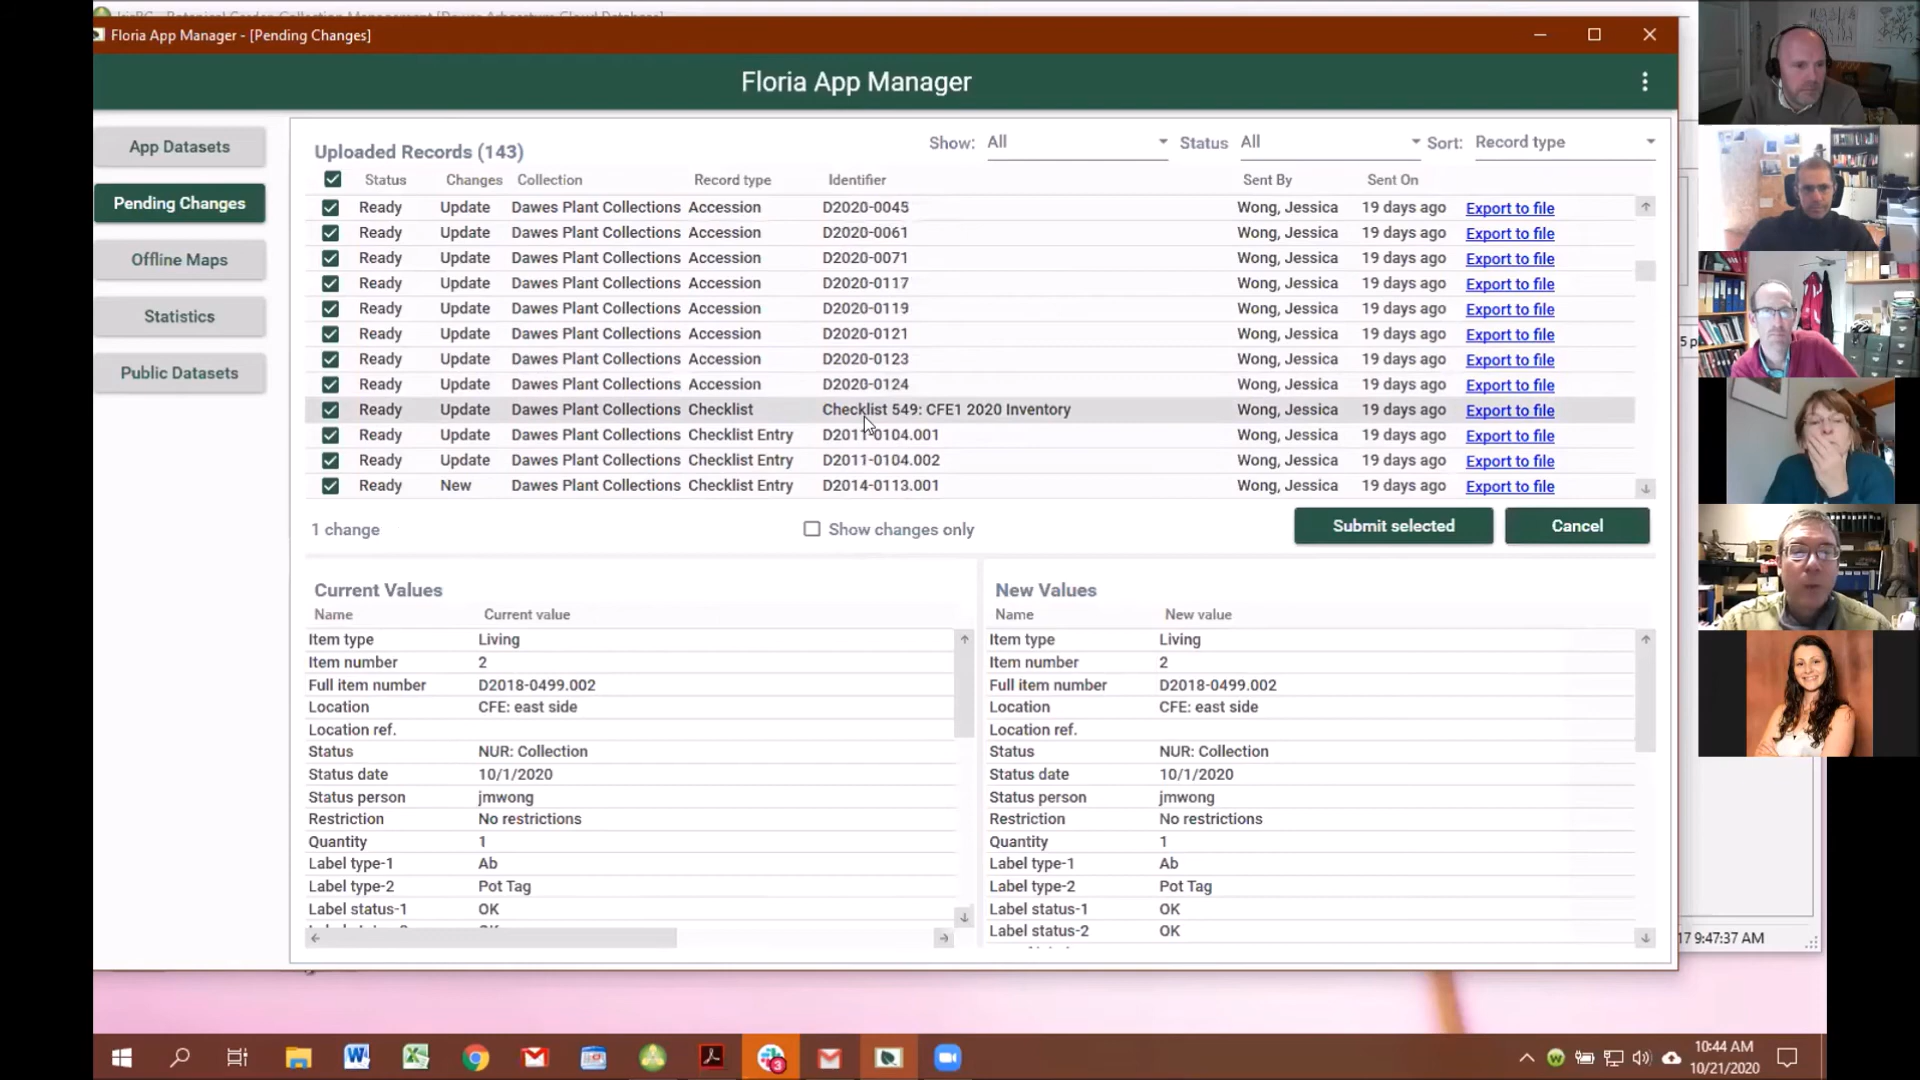 IrisBG - Botanical Garden Collection Management [Dawes Arboretum Cloud Database]
Floria App Manager - [Pending Changes]
Floria App Manager
App Datasets
Pending Changes
Offline Maps
Statistics
Public Datasets
Uploaded Records (143)
Show: All Status All Sort: Record type
Status Changes Collection Record type Identifier Sent By Sent On
Ready Update Dawes Plant Collections Accession D2020-0045 Wong, Jessica 19 days ago Export to file
Ready Update Dawes Plant Collections Accession D2020-0061 Wong, Jessica 19 days ago Export to file
Ready Update Dawes Plant Collections Accession D2020-0071 Wong, Jessica 19 days ago Export to file
Ready Update Dawes Plant Collections Accession D2020-0117 Wong, Jessica 19 days ago Export to file
Ready Update Dawes Plant Collections Accession D2020-0119 Wong, Jessica 19 days ago Export to file
Ready Update Dawes Plant Collections Accession D2020-0121 Wong, Jessica 19 days ago Export to file
Ready Update Dawes Plant Collections Accession D2020-0123 Wong, Jessica 19 days ago Export to file
Ready Update Dawes Plant Collections Accession D2020-0124 Wong, Jessica 19 days ago Export to file
Ready Update Dawes Plant Collections Checklist Checklist 549: CFE1 2020 Inventory Wong, Jessica 19 days ago Export to file
Ready Update Dawes Plant Collections Checklist Entry D2011-0104.001 Wong, Jessica 19 days ago Export to file
Ready Update Dawes Plant Collections Checklist Entry D2011-0104.002 Wong, Jessica 19 days ago Export to file
Ready New Dawes Plant Collections Checklist Entry D2014-0113.001 Wong, Jessica 19 days ago Export to file
5 p
1 change Show changes only Submit selected Cancel
Current Values
Name Current value
Item type Living
Item number 2
Full item number D2018-0499.002
Location CFE: east side
Location ref.
Status NUR: Collection
Status date 10/1/2020
Status person jmwong
Restriction No restrictions
Quantity 1
Label type-1 Ab
Label type-2 Pot Tag
Label status-1 OK
New Values
Name New value
Item type Living
Item number 2
Full item number D2018-0499.002
Location CFE: east side
Location ref.
Status NUR: Collection
Status date 10/1/2020
Status person jmwong
Restriction No restrictions
Quantity 1
Label type-1 Ab
Label type-2 Pot Tag
Label status-1 OK
Label status-2 OK
17 9:47:37 AM
3
10:44 AM
10/21/2020